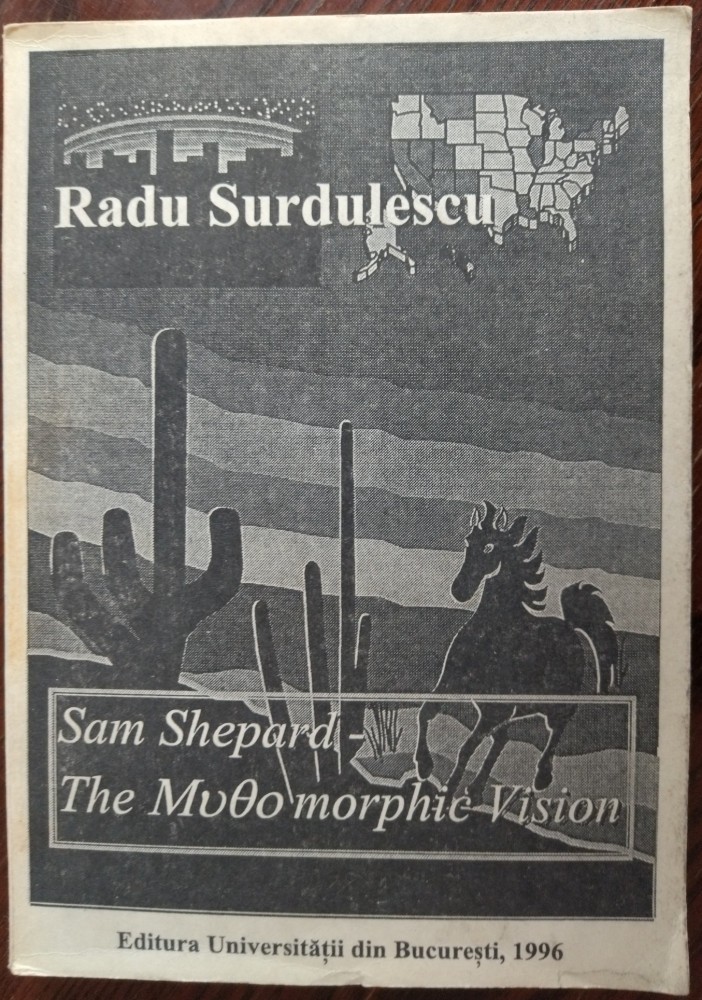 Radu Surdulescu
Sam Shepard -
The Μυθο morphic Vision
Editura Universității din București, 1996